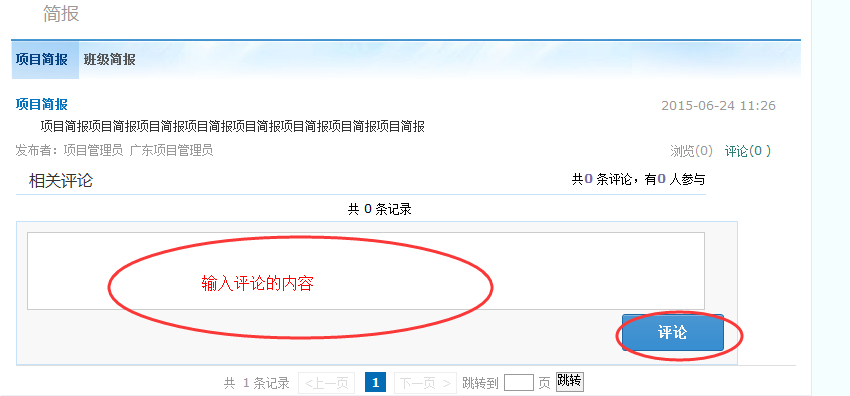 简报
项目简报 班级简报
项目简报 2015-06-24 11:26
项目简报项目简报项目简报项目简报项目简报项目简报项目简报项目简报
发布者：项目管理员 广东项目管理员 浏览(0) 评论(0 )
相关评论 共0 条评论，有0 人参与
共 0 条记录
输入评论的内容
评论
共 1 条记录 <上一页 1 下一页 > 跳转到 页 跳转